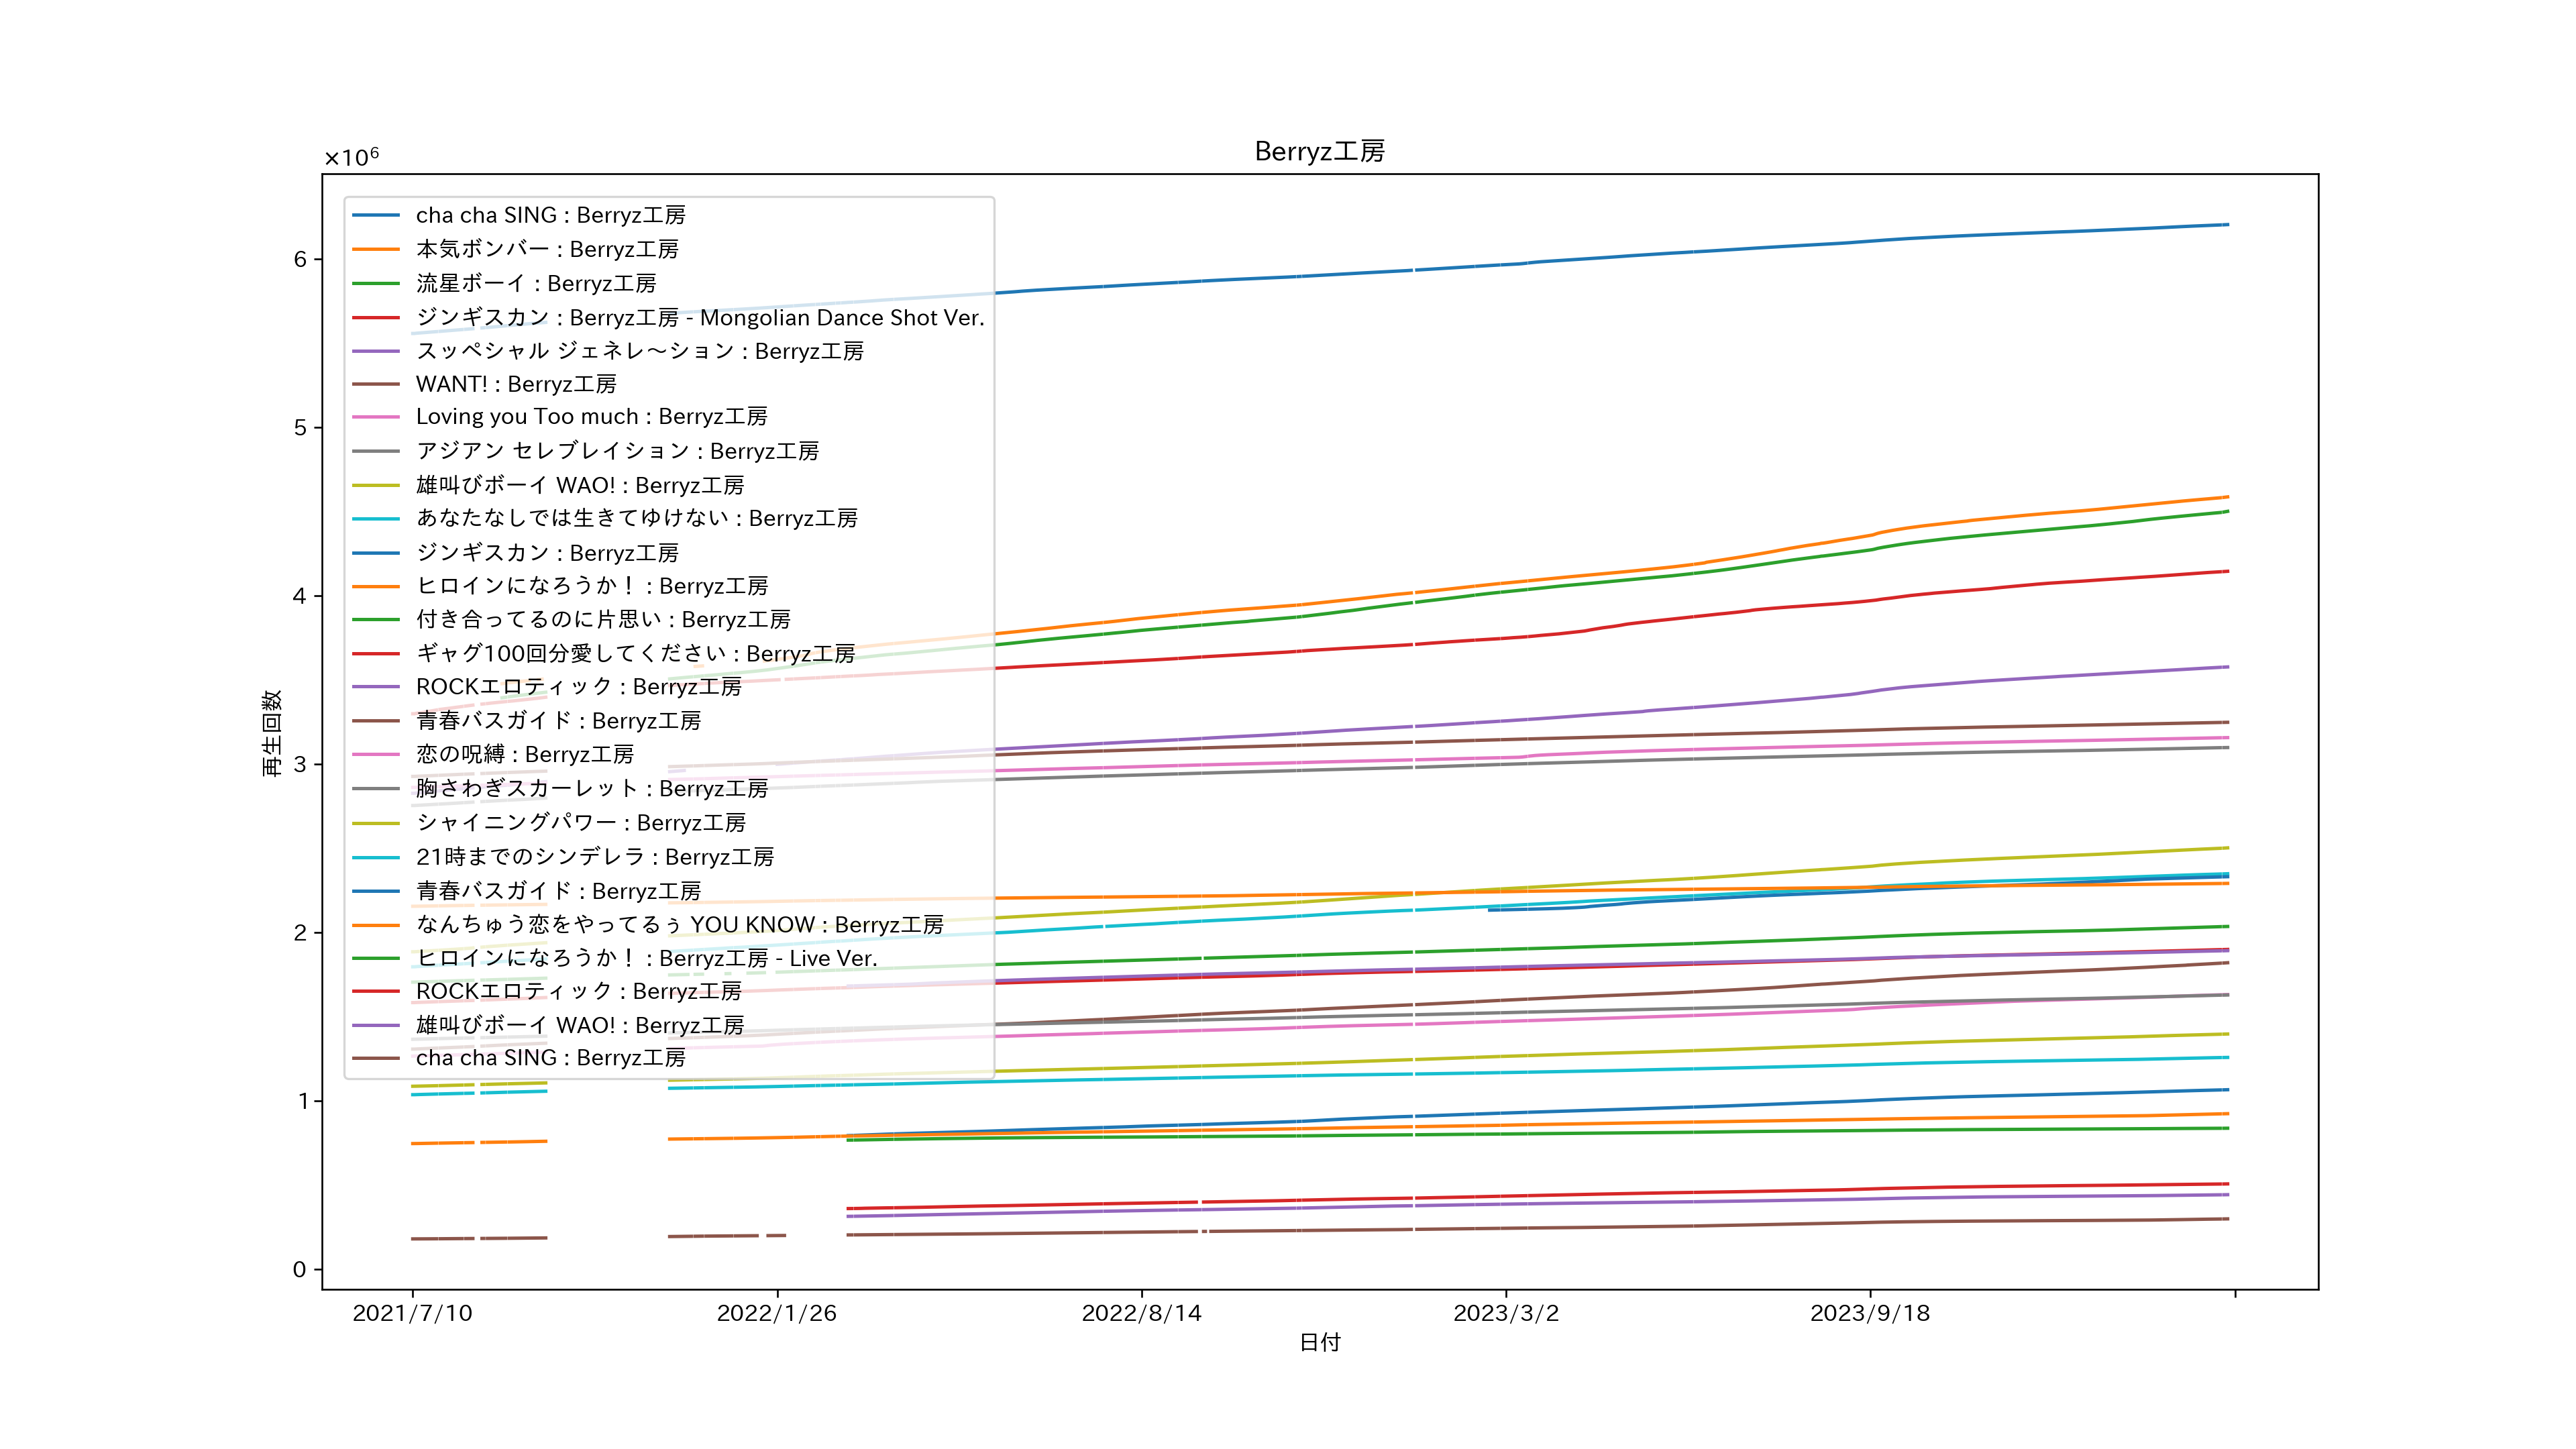 Berryz工房
×10⁶
cha cha SING : Berryz工房
本気ボンバー : Berryz工房
流星ボーイ : Berryz工房
ジンギスカン : Berryz工房 - Mongolian Dance Shot Ver.
スッペシャル ジェネレ～ション : Berryz工房
WANT! : Berryz工房
Loving you Too much : Berryz工房
アジアン セレブレイション : Berryz工房
雄叫びボーイ WAO! : Berryz工房
あなたなしでは生きてゆけない : Berryz工房
ジンギスカン : Berryz工房
ヒロインになろうか！ : Berryz工房
付き合ってるのに片思い : Berryz工房
ギャグ100回分愛してください : Berryz工房
ROCKエロティック : Berryz工房
青春バスガイド : Berryz工房
恋の呪縛 : Berryz工房
胸さわぎスカーレット : Berryz工房
シャイニングパワー : Berryz工房
21時までのシンデレラ : Berryz工房
青春バスガイド : Berryz工房
なんちゅう恋をやってるぅ YOU KNOW : Berryz工房
ヒロインになろうか！ : Berryz工房 - Live Ver.
ROCKエロティック : Berryz工房
雄叫びボーイ WAO! : Berryz工房
cha cha SING : Berryz工房
6
5
4
3
2
1
0
再生回数
2021/7/10
2022/1/26
2022/8/14
2023/3/2
2023/9/18
日付